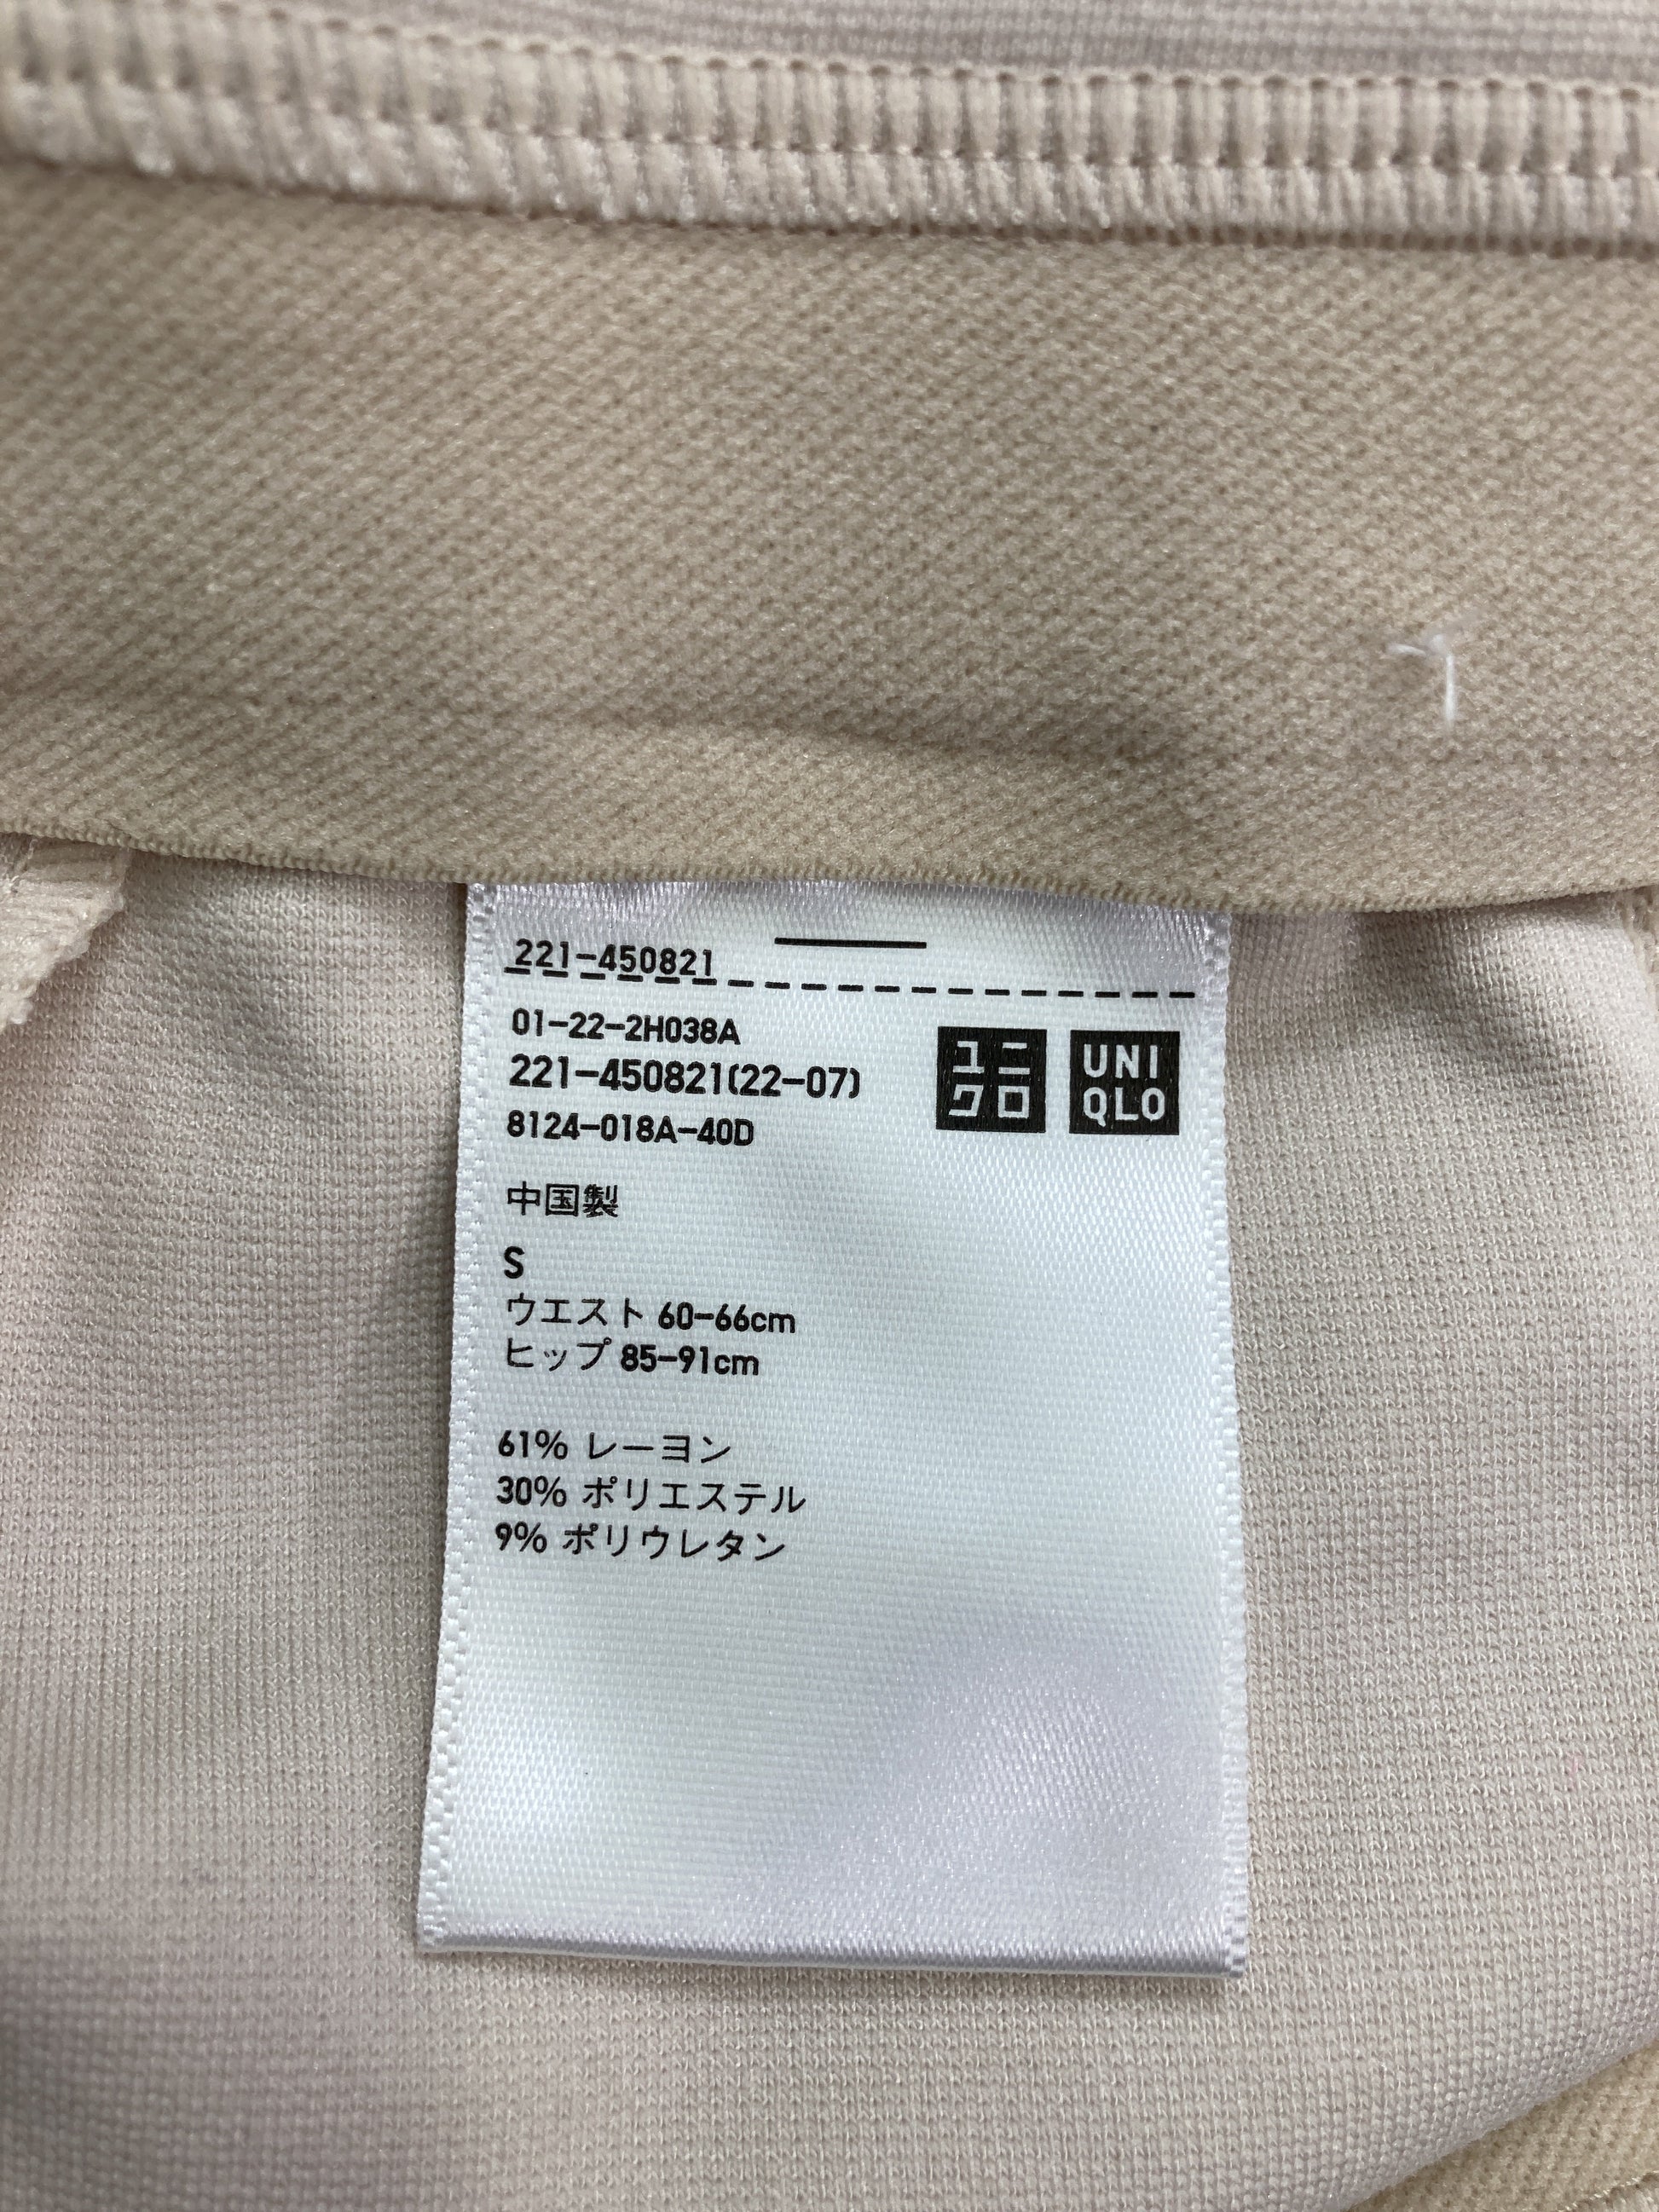 221-450821
01-22-2H038A
221-450821(22-07)
8124-018A-40D
ユニ
クロ
UNI
QLO
中国製
S
ウエスト 60-66cm
ヒップ 85-91cm
61% レーヨン
30% ポリエステル
9% ポリウレタン